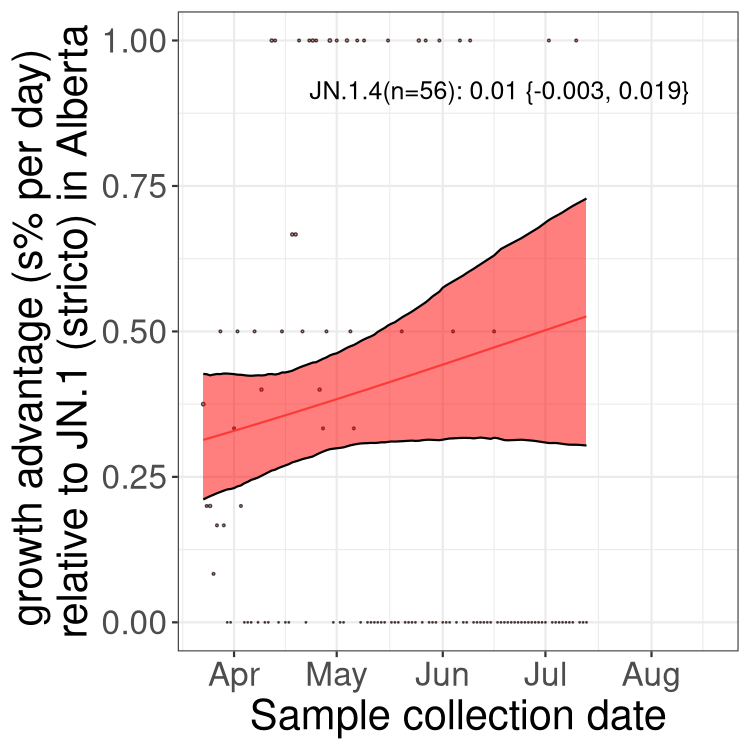 growth advantage (s% per day)
relative to JN.1 (stricto) in Alberta
1.00
0.75
0.50
0.25
0.00
JN.1.4(n=56): 0.01 {-0.003, 0.019}
Apr May Jun Jul Aug
Sample collection date